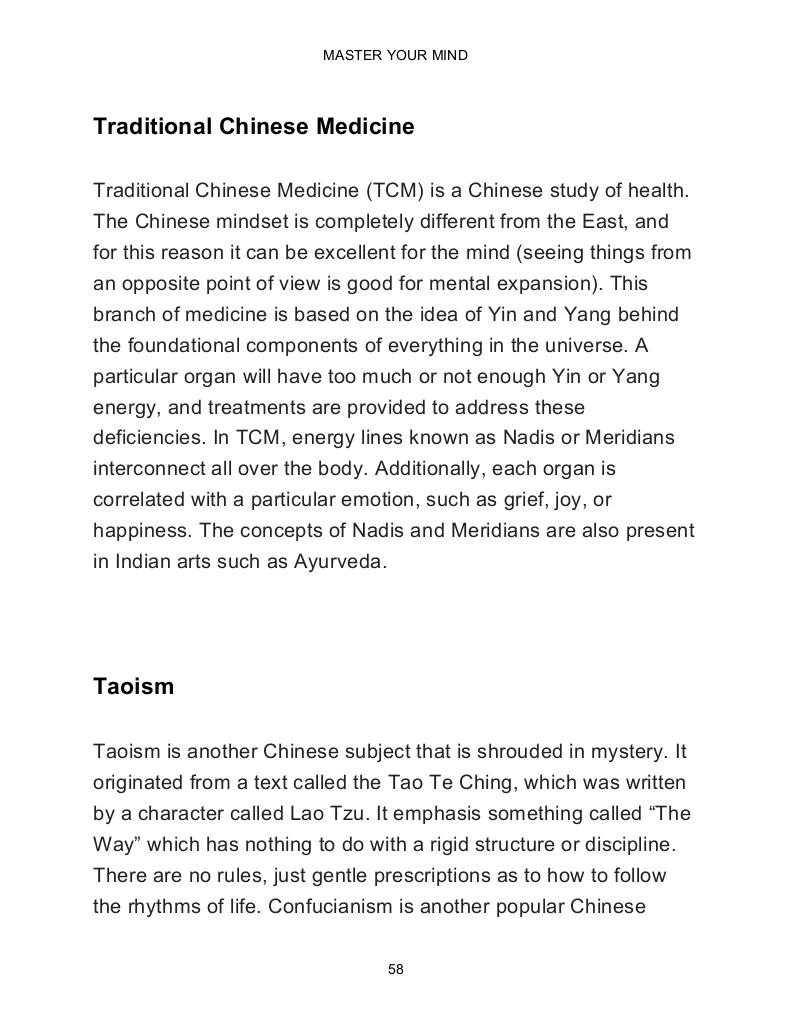 MASTER YOUR MIND
Traditional Chinese Medicine
Traditional Chinese Medicine (TCM) is a Chinese study of health.
The Chinese mindset is completely different from the East, and
for this reason it can be excellent for the mind (seeing things from
an opposite point of view is good for mental expansion). This
branch of medicine is based on the idea of Yin and Yang behind
the foundational components of everything in the universe. A
particular organ will have too much or not enough Yin or Yang
energy, and treatments are provided to address these
deficiencies. In TCM, energy lines known as Nadis or Meridians
interconnect all over the body. Additionally, each organ is
correlated with a particular emotion, such as grief, joy, or
happiness. The concepts of Nadis and Meridians are also present
in Indian arts such as Ayurveda.
Taoism
Taoism is another Chinese subject that is shrouded in mystery. It
originated from a text called the Tao Te Ching, which was written
by a character called Lao Tzu. It emphasis something called “The
Way” which has nothing to do with a rigid structure or discipline.
There are no rules, just gentle prescriptions as to how to follow
the rhythms of life. Confucianism is another popular Chinese
58